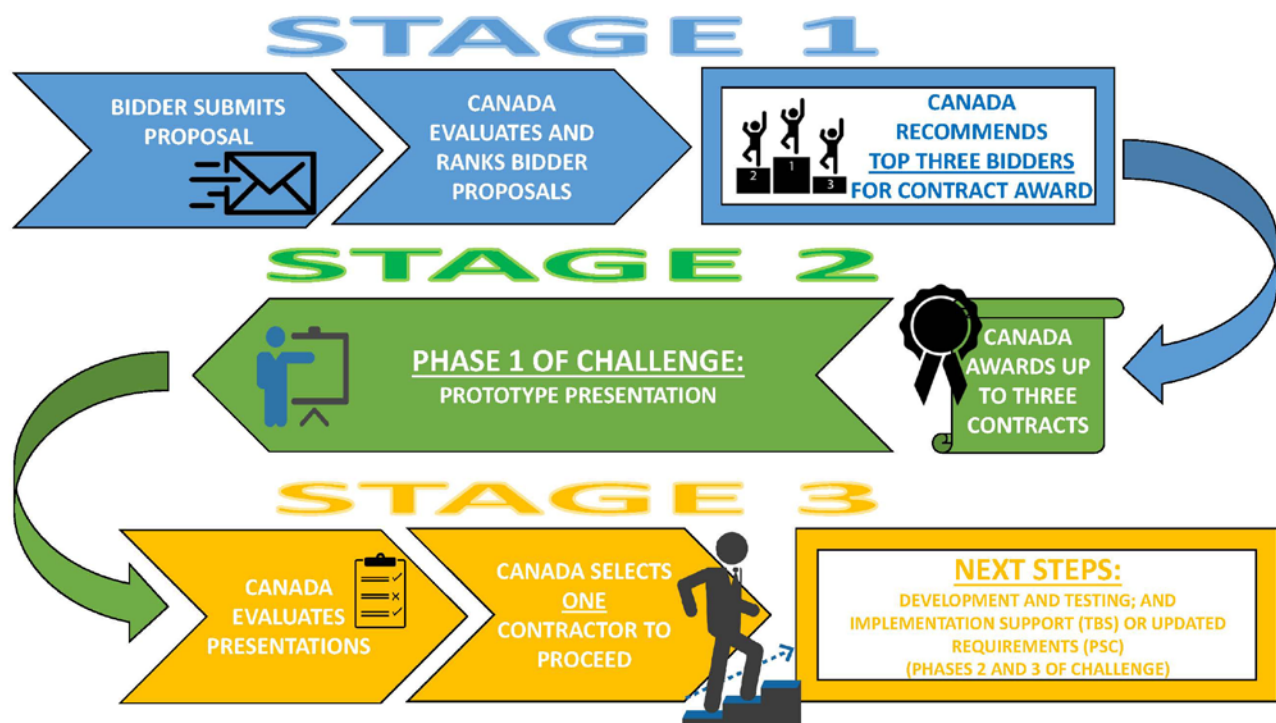 STAGE 1
BIDDER SUBMITS
PROPOSAL
CANADA
EVALUATES AND
RANKS BIDDER
PROPOSALS
2
1
3
CANADA
RECOMMENDS
TOP THREE BIDDERS
FOR CONTRACT AWARD
STAGE 2
PHASE 1 OF CHALLENGE:
PROTOTYPE PRESENTATION
CANADA
AWARDS UP
TO THREE
CONTRACTS
STAGE 3
CANADA
EVALUATES
PRESENTATIONS
CANADA SELECTS
ONE
CONTRACTOR TO
PROCEED
NEXT STEPS:
DEVELOPMENT AND TESTING; AND
IMPLEMENTATION SUPPORT (TBS) OR UPDATED
REQUIREMENTS (PSC)
(PHASES 2 AND 3 OF CHALLENGE)